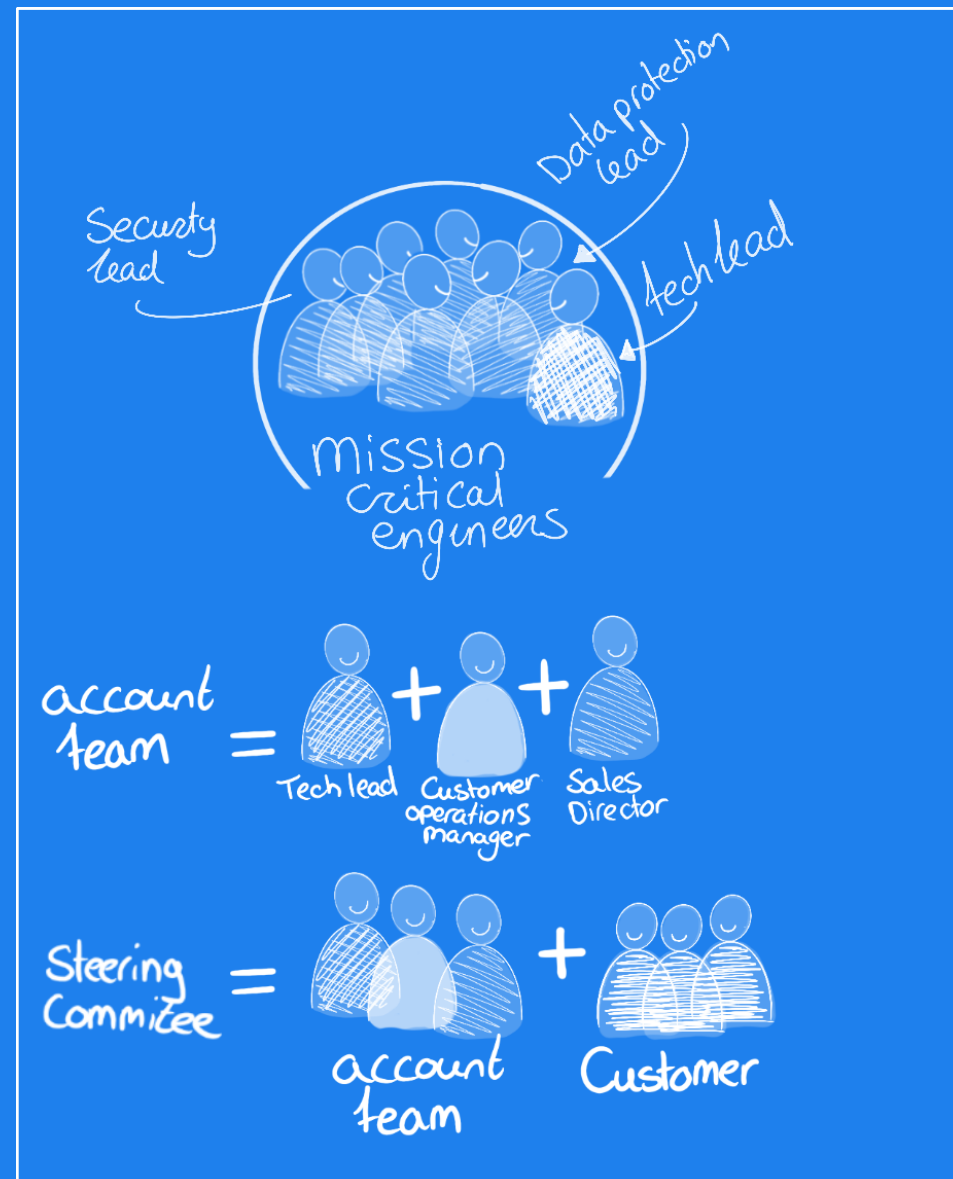 Data protection
lead
Security
lead
tech lead
Mission
critical
engineers
account
team
=
+
+
Tech lead
Customer
operations
manager
Sales
Director
Steering
Commitee
=
+
account
team
Customer